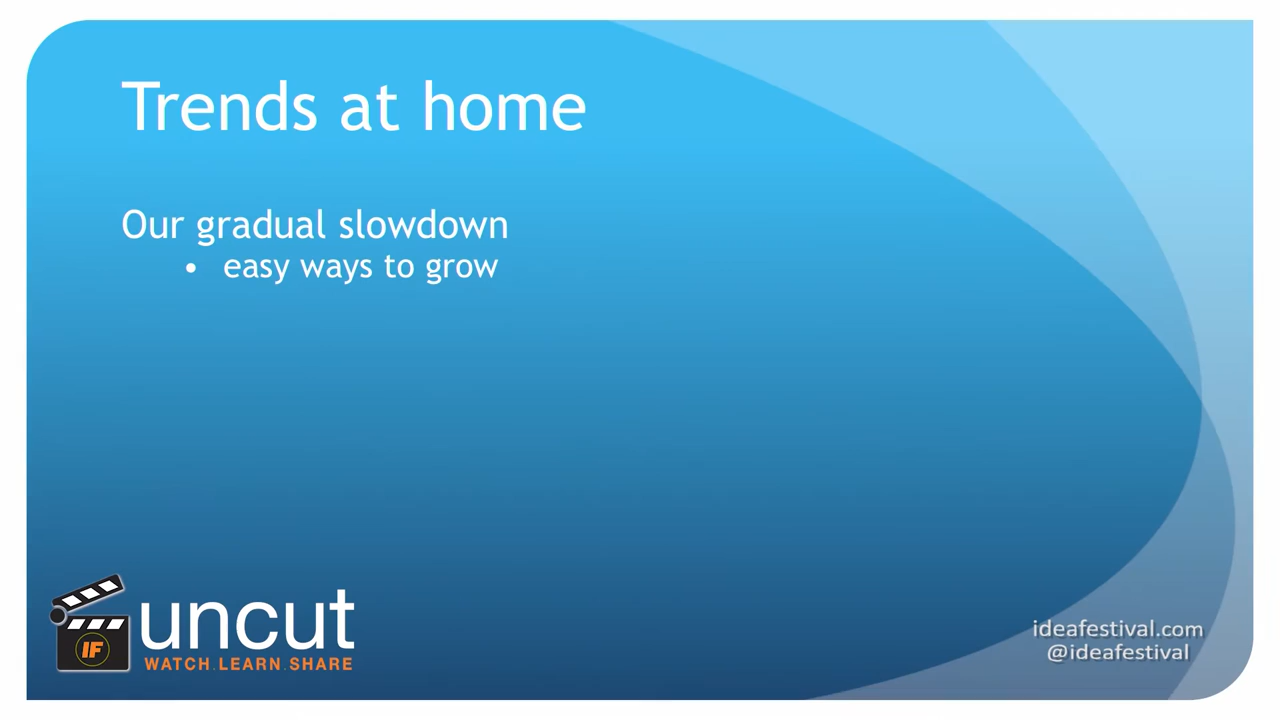 Trends at home
Our gradual slowdown
• easy ways to grow
IF
uncut
WATCH.LEARN.SHARE
ideafestival.com
@ideafestival